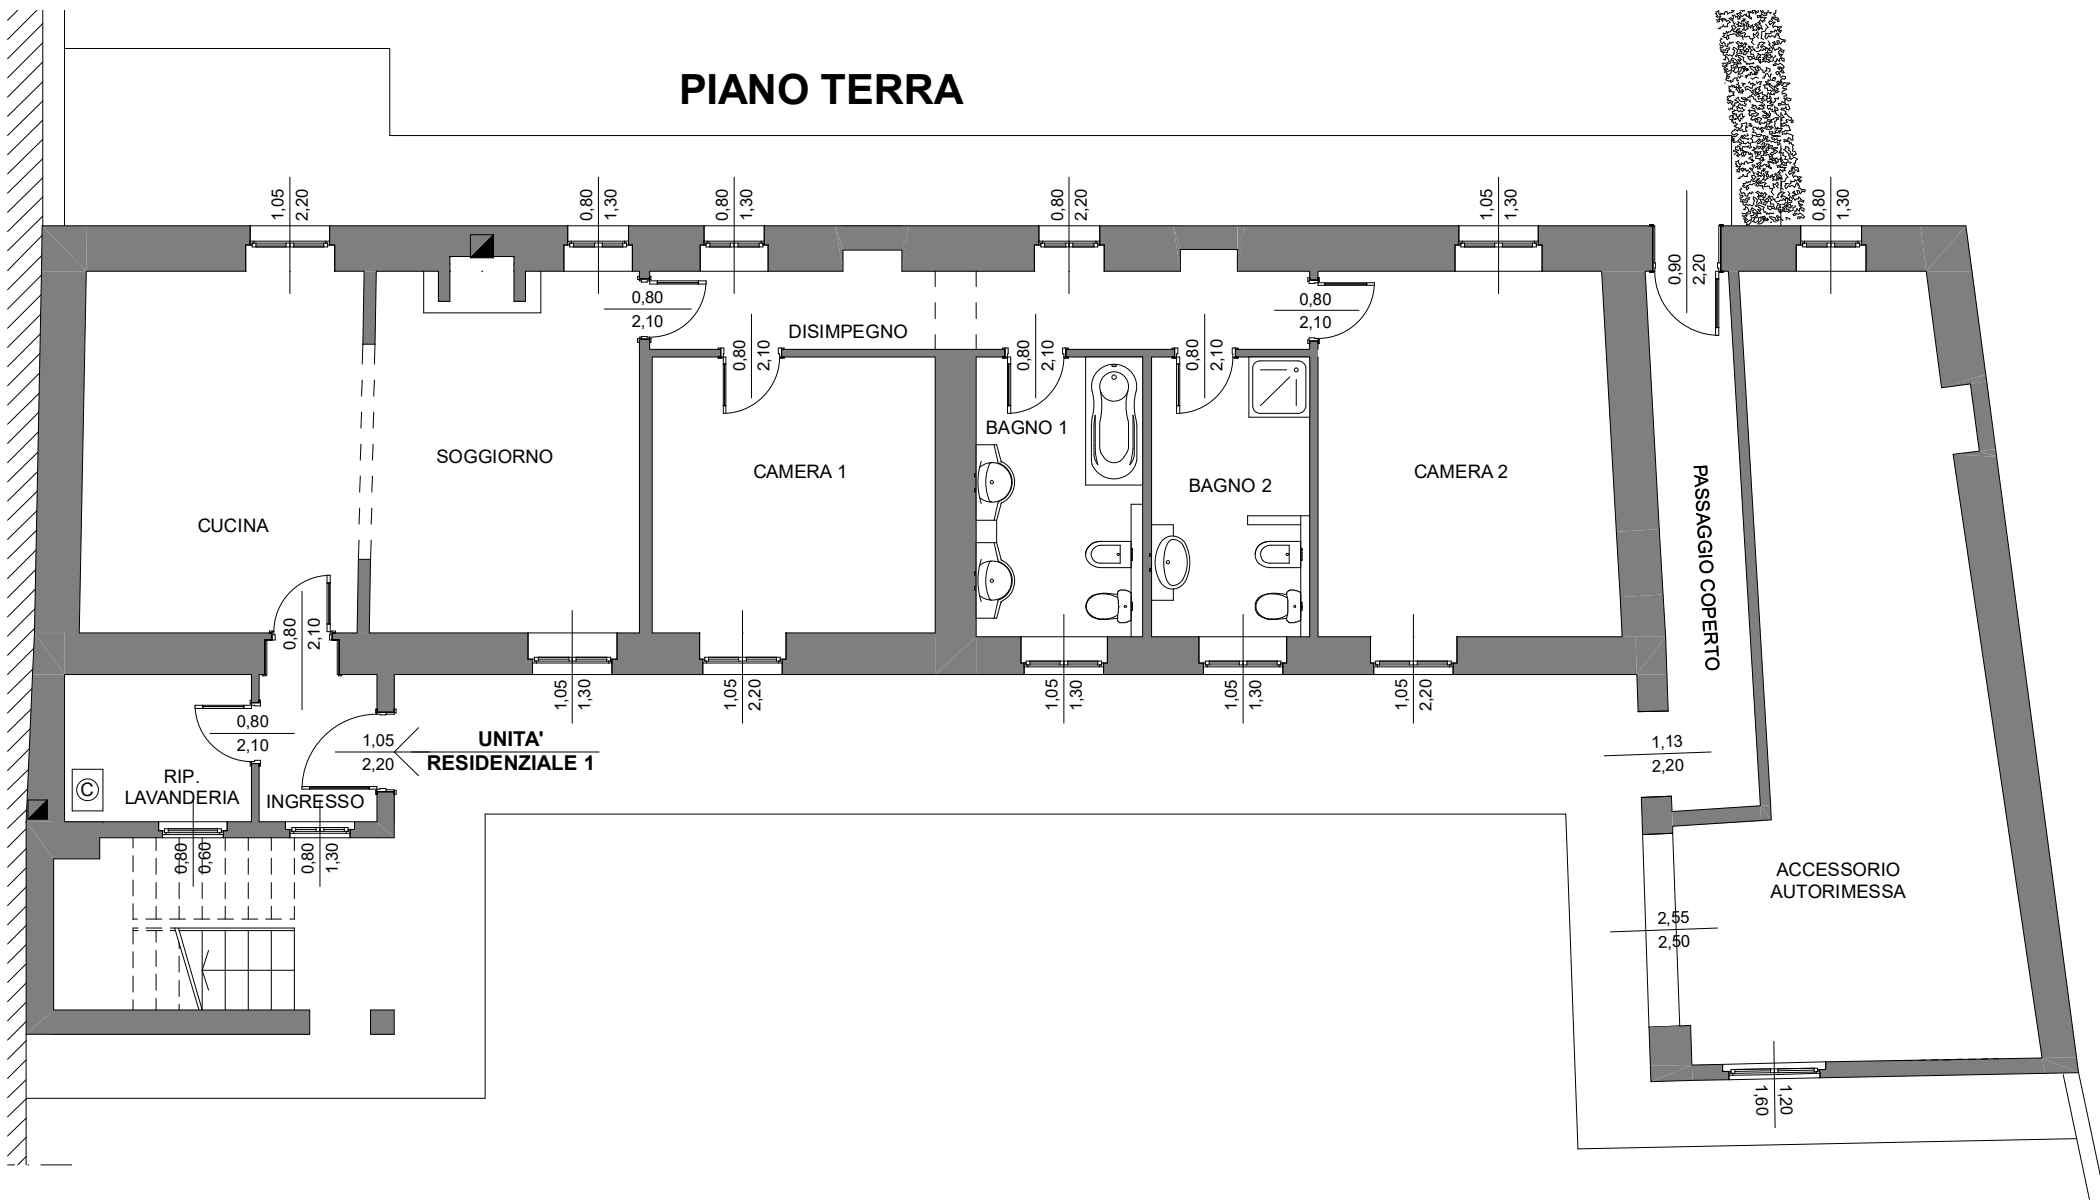 PIANO TERRA
1,05
2,20
0,80
1,30
0,80
1,30
0,80
2,20
1,05
1,30
0,90
2,20
0,80
1,30
0,80
2,10
DISIMPEGNO
0,80
2,10
0,80
2,10
0,80
2,10
0,80
2,10
CUCINA
SOGGIORNO
CAMERA 1
BAGNO 1
BAGNO 2
CAMERA 2
PASSAGGIO COPERTO
0,80
2,10
1,05
1,30
1,05
2,20
1,05
1,30
1,05
1,30
1,05
2,20
0,80
2,10
1,05
2,20
UNITA'
RESIDENZIALE 1
1,13
2,20
C
RIP.
LAVANDERIA
INGRESSO
0,80
0,60
0,80
1,30
ACCESSORIO
AUTORIMESSA
2,55
2,50
1,20
1,60